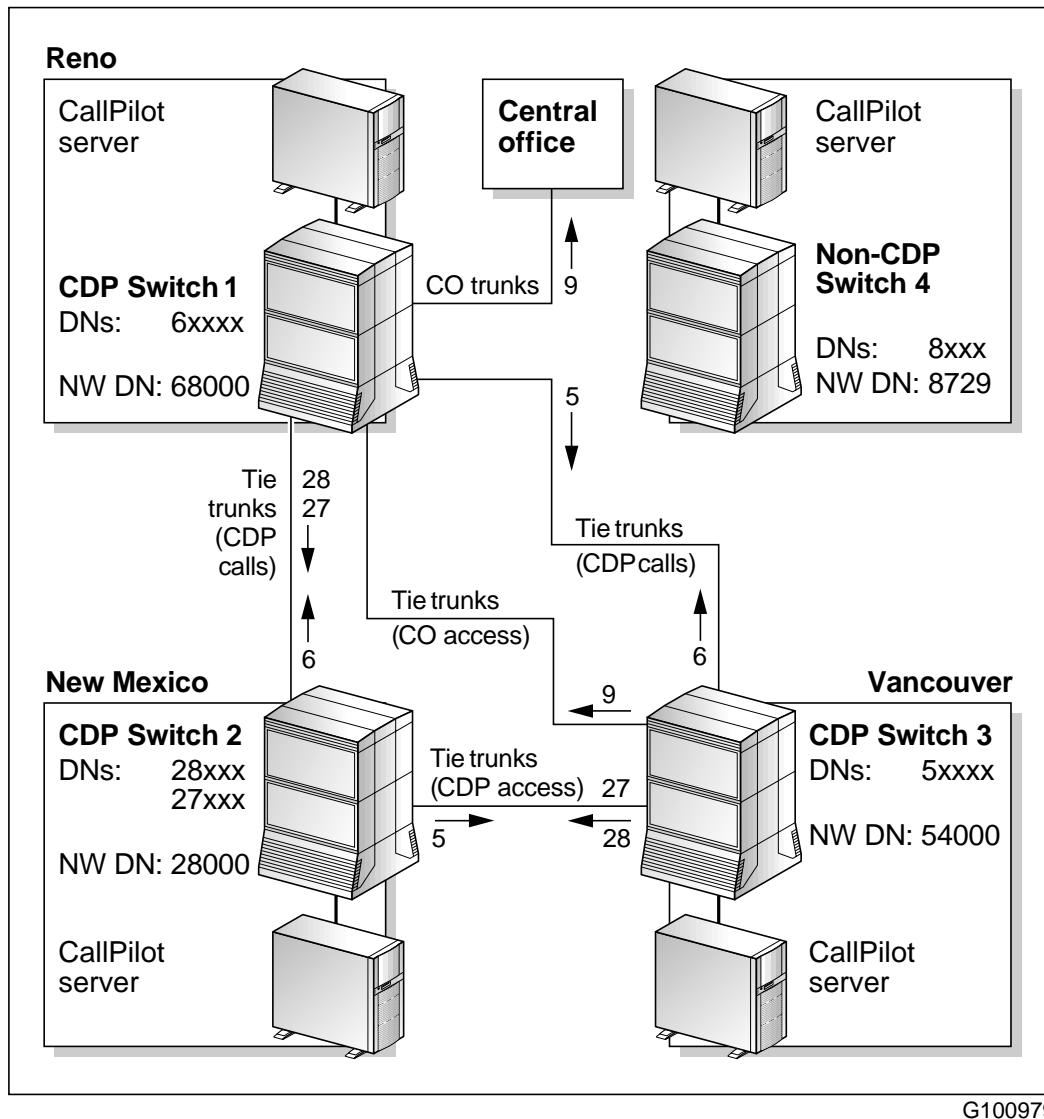 Reno
CallPilot
server
CDP Switch 1
DNs: 6xxxx
NW DN: 68000
Central
office
CO trunks
9
CallPilot
server
Non-CDP
Switch 4
DNs: 8xxx
NW DN: 8729
5
Tie
trunks
(CDP
calls)
28
27
6
Tie trunks
(CDP calls)
6
Tie trunks
(CO access)
9
New Mexico
CDP Switch 2
DNs: 28xxx
27xxx
NW DN: 28000
CallPilot
server
Tie trunks
(CDP access)
5
27
28
Vancouver
CDP Switch 3
DNs: 5xxxx
NW DN: 54000
CallPilot
server